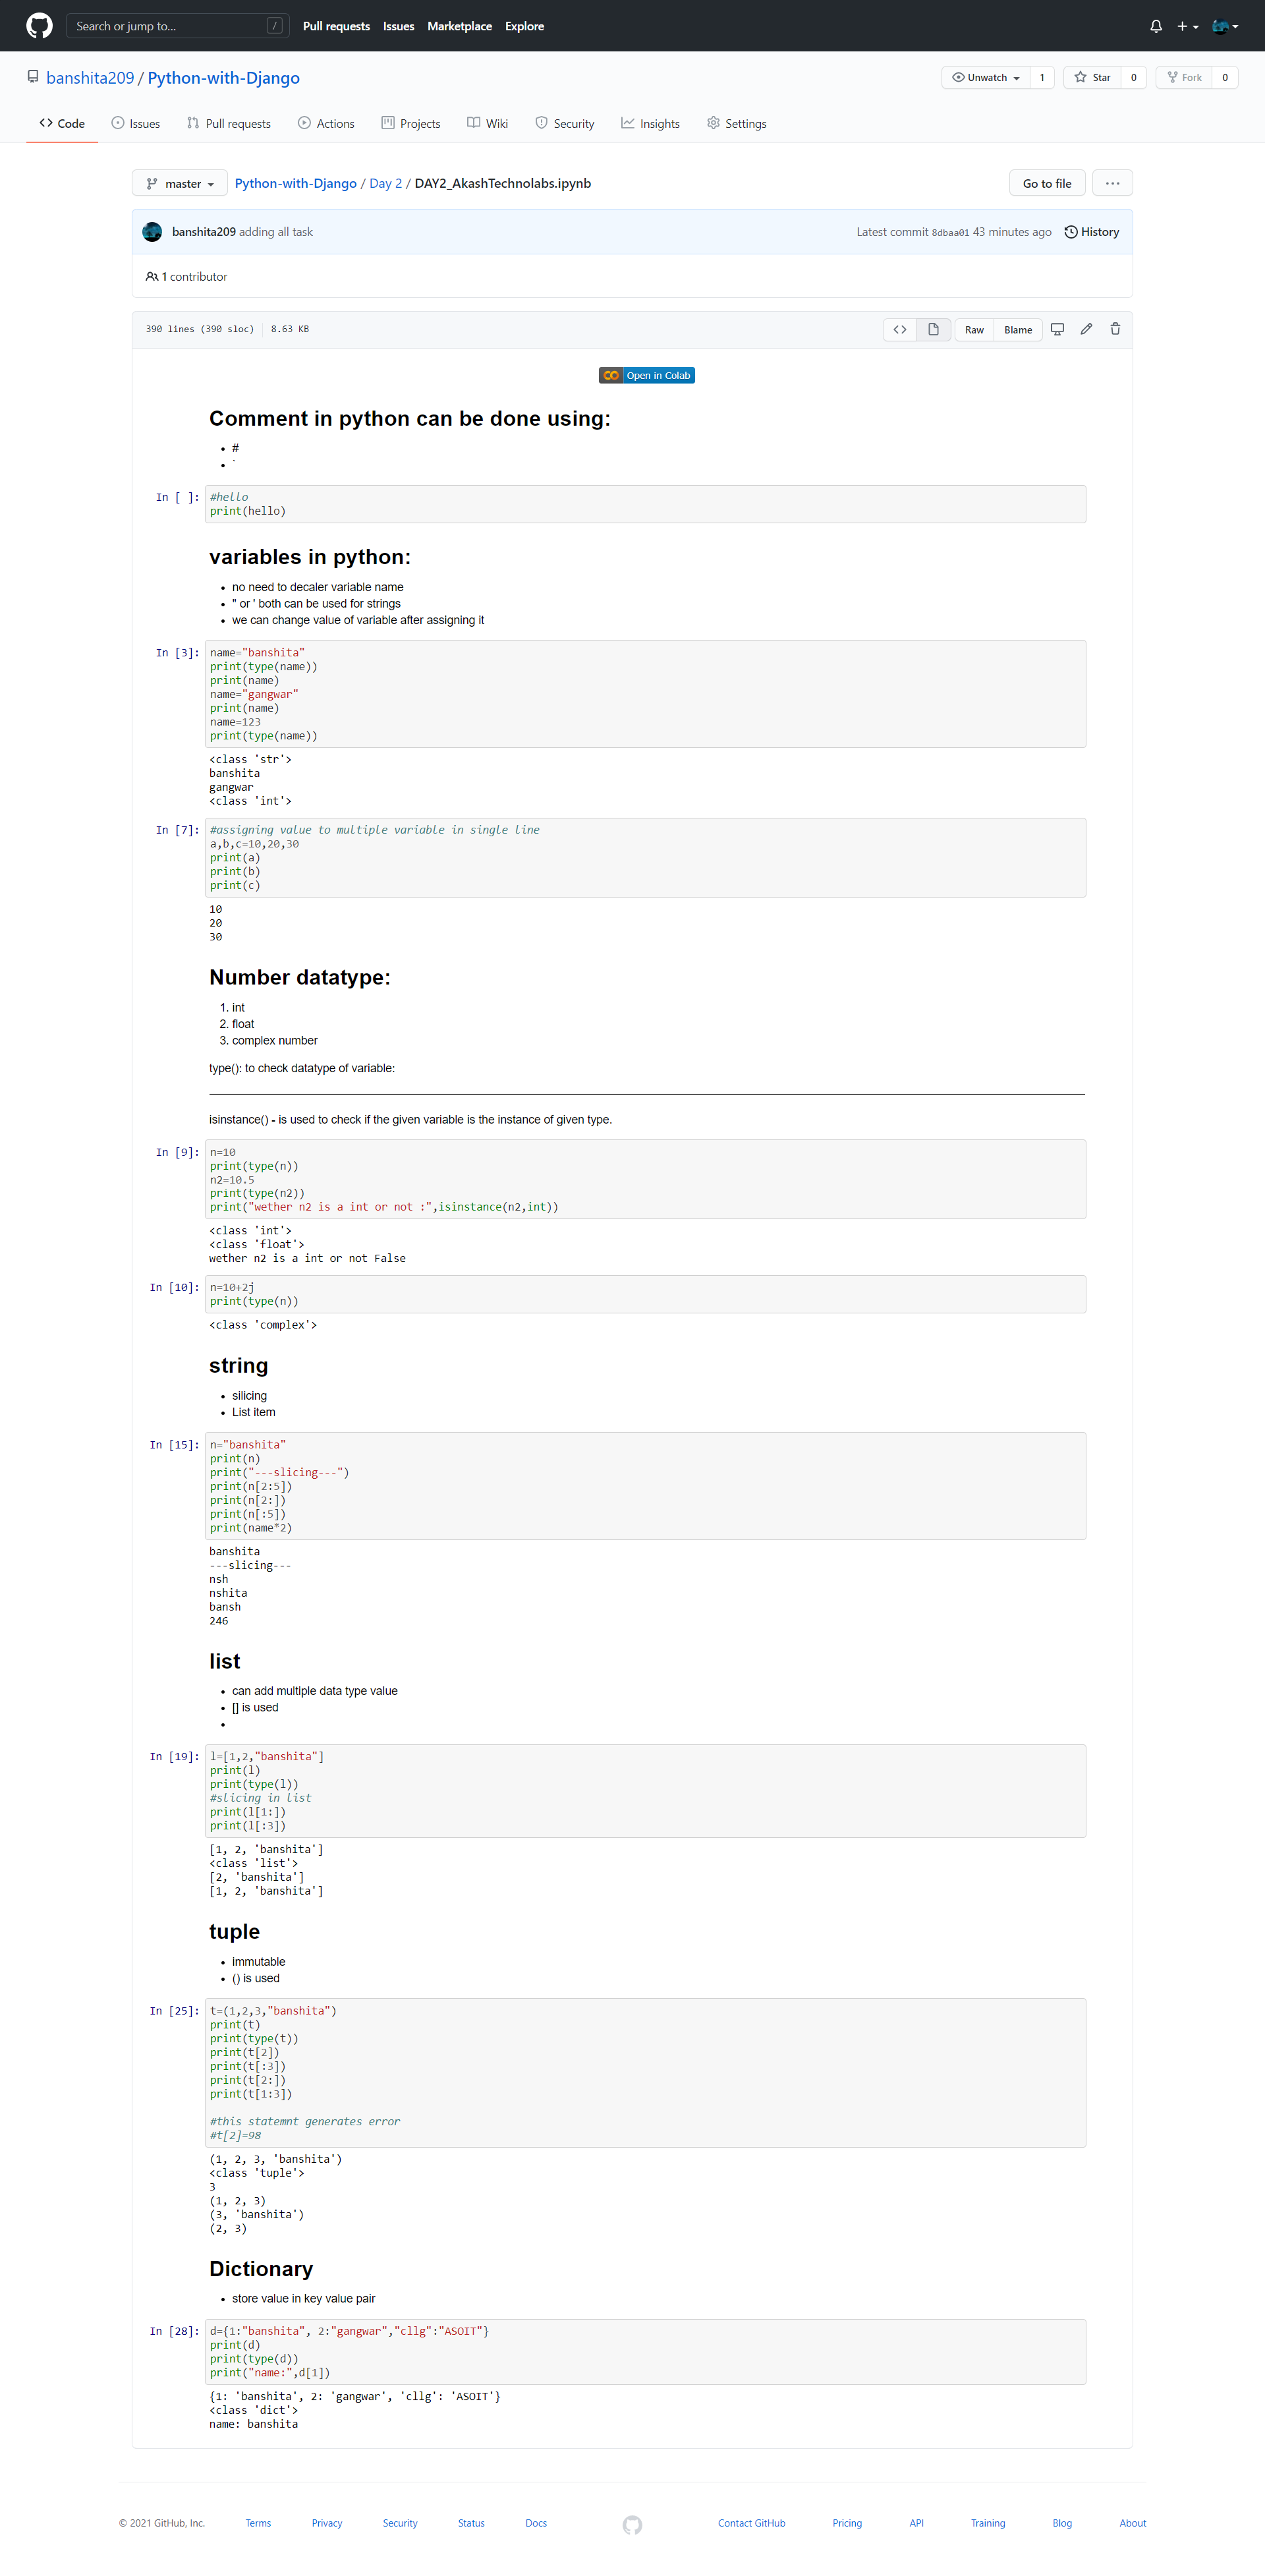 Search or jump to... /
Pull requests Issues Marketplace Explore
banshita209 / Python-with-Django
Unwatch 1 Star 0 Fork 0
Code Issues Pull requests Actions Projects Wiki Security Insights Settings
master Python-with-Django / Day 2 / DAY2_AkashTechnolabs.ipynb Go to file ...
banshita209 adding all task Latest commit 8dbaa01 43 minutes ago History
1 contributor
390 lines (390 sloc) 8.63 KB Raw Blame
Open in Colab
Comment in python can be done using:
• #
• `
In [ ]: #hello
print(hello)
variables in python:
• no need to decaler variable name
• " or ' both can be used for strings
• we can change value of variable after assigning it
In [3]: name="banshita"
print(type(name))
print(name)
name="gangwar"
print(name)
name=123
print(type(name))
<class 'str'>
banshita
gangwar
<class 'int'>
In [7]: #assigning value to multiple variable in single line
a,b,c=10,20,30
print(a)
print(b)
print(c)
10
20
30
Number datatype:
1. int
2. float
3. complex number
type(): to check datatype of variable:
isinstance() - is used to check if the given variable is the instance of given type.
In [9]: n=10
print(type(n))
n2=10.5
print(type(n2))
print("wether n2 is a int or not :",isinstance(n2,int))
<class 'int'>
<class 'float'>
wether n2 is a int or not False
In [10]: n=10+2j
print(type(n))
<class 'complex'>
string
• silicing
• List item
In [15]: n="banshita"
print(n)
print("---slicing---")
print(n[2:5])
print(n[2:])
print(n[:5])
print(name*2)
banshita
---slicing---
nsh
nshita
bansh
246
list
• can add multiple data type value
• [] is used
•
In [19]: l=[1,2,"banshita"]
print(l)
print(type(l))
#slicing in list
print(l[1:])
print(l[:3])
[1, 2, 'banshita']
<class 'list'>
[2, 'banshita']
[1, 2, 'banshita']
tuple
• immutable
• () is used
In [25]: t=(1,2,3,"banshita")
print(t)
print(type(t))
print(t[2])
print(t[:3])
print(t[2:])
print(t[1:3])
#this statemnt generates error
#t[2]=98
(1, 2, 3, 'banshita')
<class 'tuple'>
3
(1, 2, 3)
(3, 'banshita')
(2, 3)
Dictionary
• store value in key value pair
In [28]: d={1:"banshita", 2:"gangwar","cllg":"ASOIT"}
print(d)
print(type(d))
print("name:",d[1])
{1: 'banshita', 2: 'gangwar', 'cllg': 'ASOIT'}
<class 'dict'>
name: banshita
© 2021 GitHub, Inc. Terms Privacy Security Status Docs Contact GitHub Pricing API Training Blog About